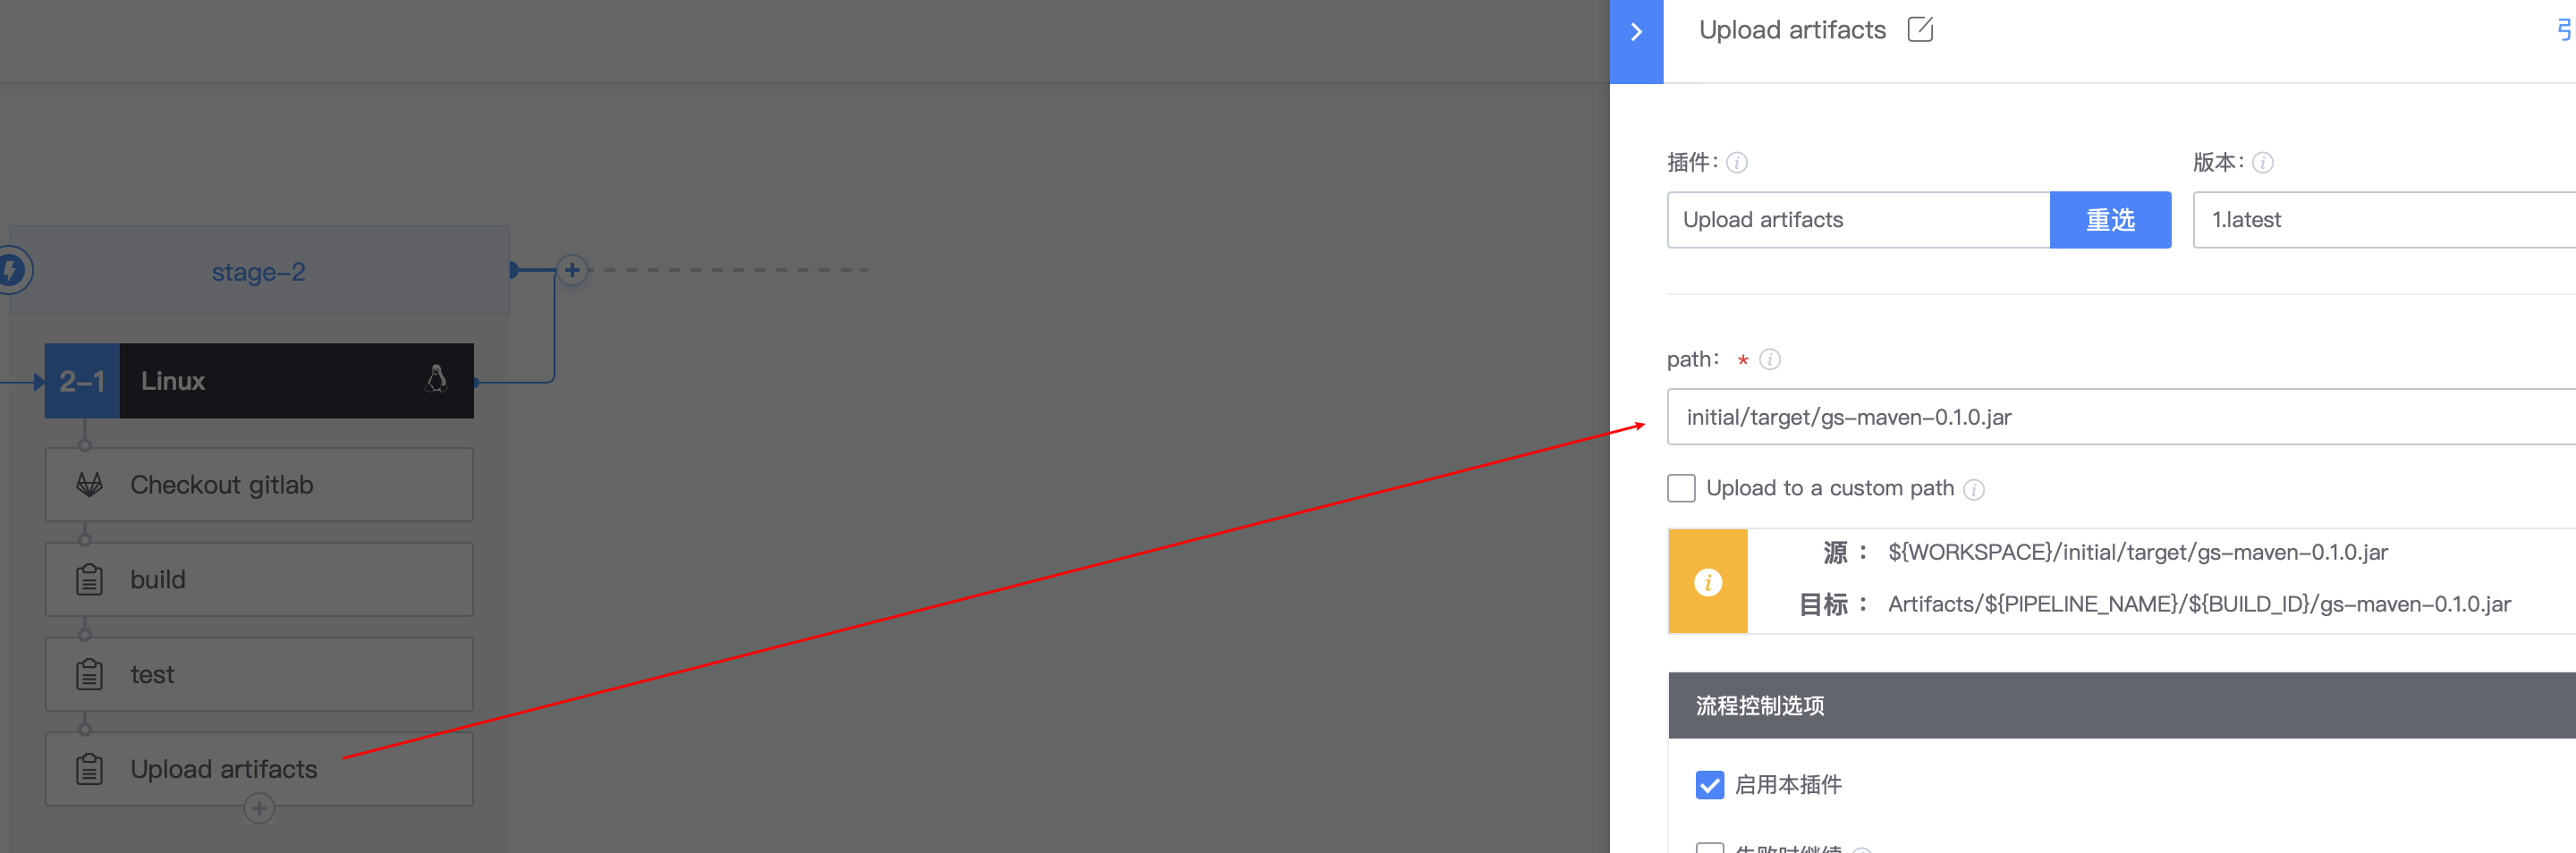 Upload artifacts
插件：
版本：
Upload artifacts
重选
1.latest
stage-2
path： *
2-1
Linux
initial/target/gs-maven-0.1.0.jar
Checkout gitlab
Upload to a custom path
源 ： ${WORKSPACE}/initial/target/gs-maven-0.1.0.jar
build
目标 ： Artifacts/${PIPELINE_NAME}/${BUILD_ID}/gs-maven-0.1.0.jar
test
流程控制选项
Upload artifacts
启用本插件